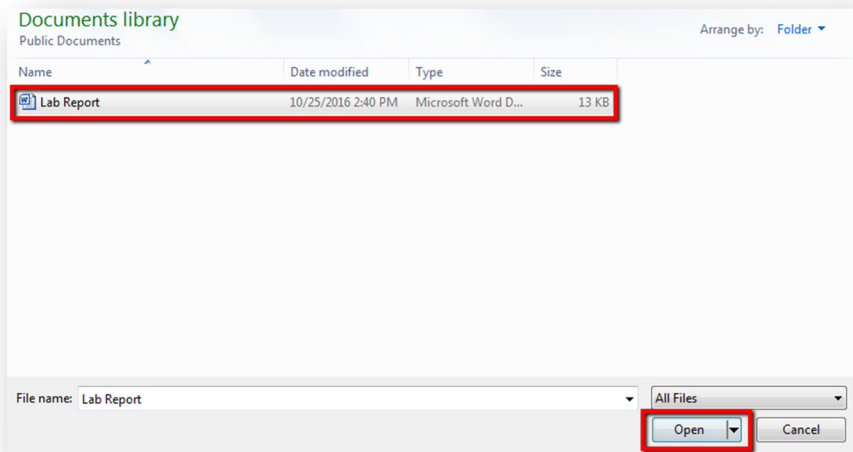 Documents library
Public Documents
Arrange by: Folder
Name Date modified Type Size
Lab Report 10/25/2016 2:40 PM Microsoft Word D... 13 KB
File name: Lab Report All Files
Open Cancel